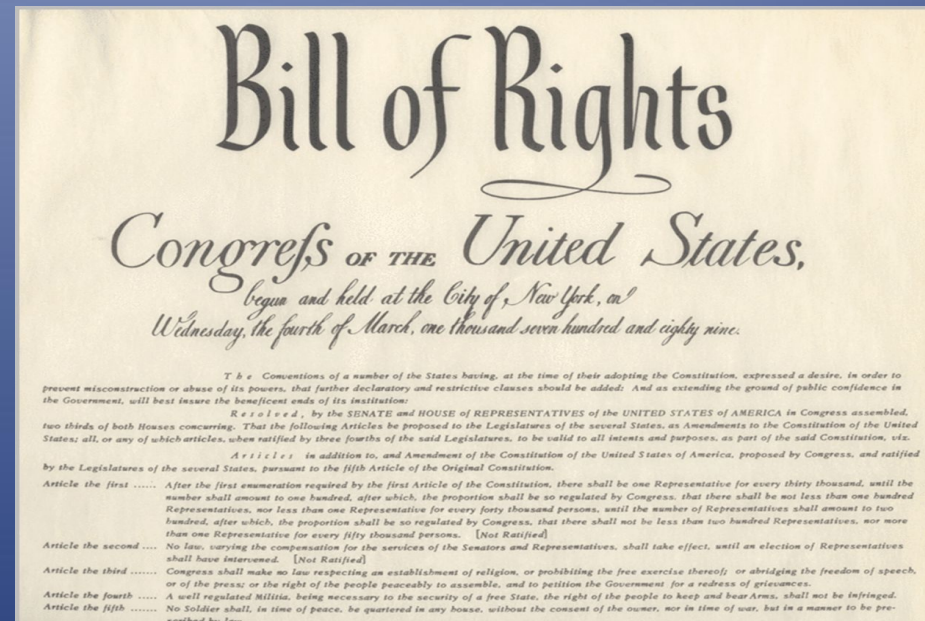 Bill of Rights
Congreſs OF THE United States,
begun and held at the City of New York, on
Wednesday, the fourth of March, one thousand seven hundred and eighty nine.
The Conventions of a number of the States having, at the time of their adopting the Constitution, expressed a desire, in order to
prevent misconstruction or abuse of its powers, that further declaratory and restrictive clauses should be added: And as extending the ground of public confidence in
the Government, will best insure the beneficent ends of its institution:
Resolved, by the SENATE and HOUSE of REPRESENTATIVES of the UNITED STATES of AMERICA in Congress assembled,
two thirds of both Houses concurring. That the following Articles be proposed to the Legislatures of the several States, as Amendments to the Constitution of the United
States; all, or any of which articles, when ratified by three fourths of the said Legislatures, to be valid to all intents and purposes, as part of the said Constitution, viz.
Articles in addition to, and Amendment of the Constitution of the United States of America, proposed by Congress, and ratified
by the Legislatures of the several States, pursuant to the fifth Article of the Original Constitution.
Article the first ...... After the first enumeration required by the first Article of the Constitution, there shall be one Representative for every thirty thousand, until the
number shall amount to one hundred, after which, the proportion shall be so regulated by Congress, that there shall be not less than one hundred
Representatives, nor less than one Representative for every forty thousand persons, until the number of Representatives shall amount to two
hundred, after which, the proportion shall be so regulated by Congress, that there shall not be less than two hundred Representatives, nor more
than one Representative for every fifty thousand persons. [Not Ratified]
Article the second .... No law, varying the compensation for the services of the Senators and Representatives, shall take effect, until an election of Representatives
shall have intervened. [Not Ratified]
Article the third ...... Congress shall make no law respecting an establishment of religion, or prohibiting the free exercise thereof; or abridging the freedom of speech,
or of the press; or the right of the people peaceably to assemble, and to petition the Government for a redress of grievances.
Article the fourth ..... A well regulated Militia, being necessary to the security of a free State, the right of the people to keep and bear Arms, shall not be infringed.
Article the fifth ....... No Soldier shall, in time of peace, be quartered in any house, without the consent of the owner, nor in time of war, but in a manner to be pre-